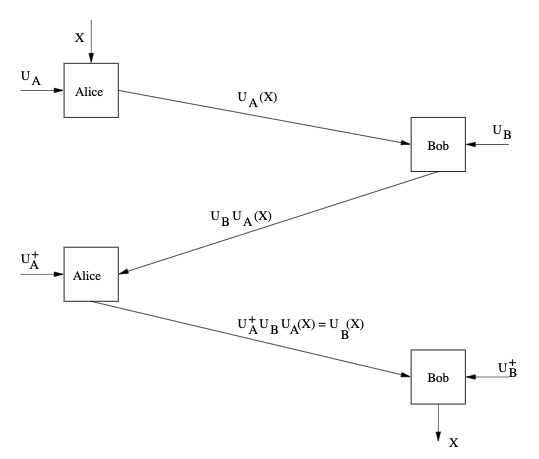 X
U_A
Alice
U_A(X)
Bob
U_B
U_B U_A(X)
U_A^+
Alice
U_A^+ U_B U_A(X) = U_B(X)
Bob
U_B^+
X